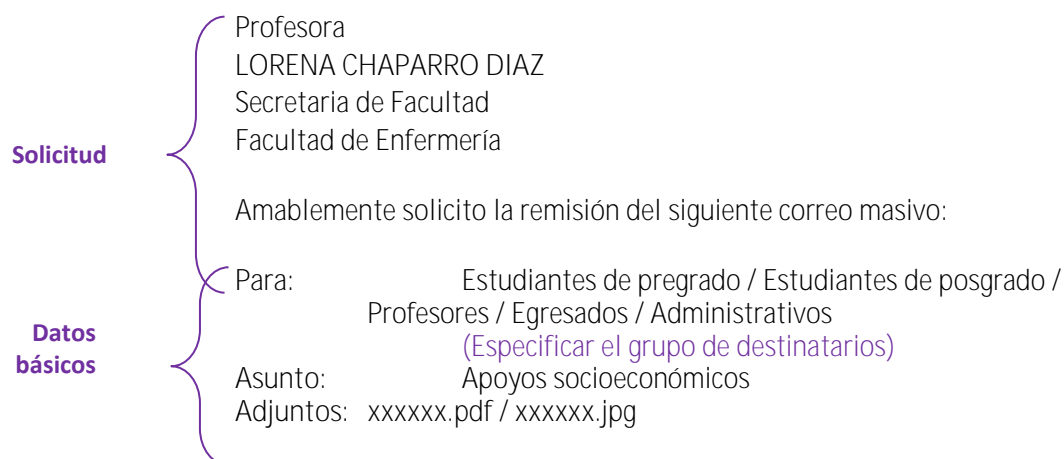 Profesora
LORENA CHAPARRO DIAZ
Secretaria de Facultad
Facultad de Enfermería
Solicitud
Amablemente solicito la remisión del siguiente correo masivo:
Para: Estudiantes de pregrado / Estudiantes de posgrado /
Profesores / Egresados / Administrativos
(Especificar el grupo de destinatarios)
Datos
básicos
Asunto: Apoyos socioeconómicos
Adjuntos: xxxxxx.pdf / xxxxxx.jpg